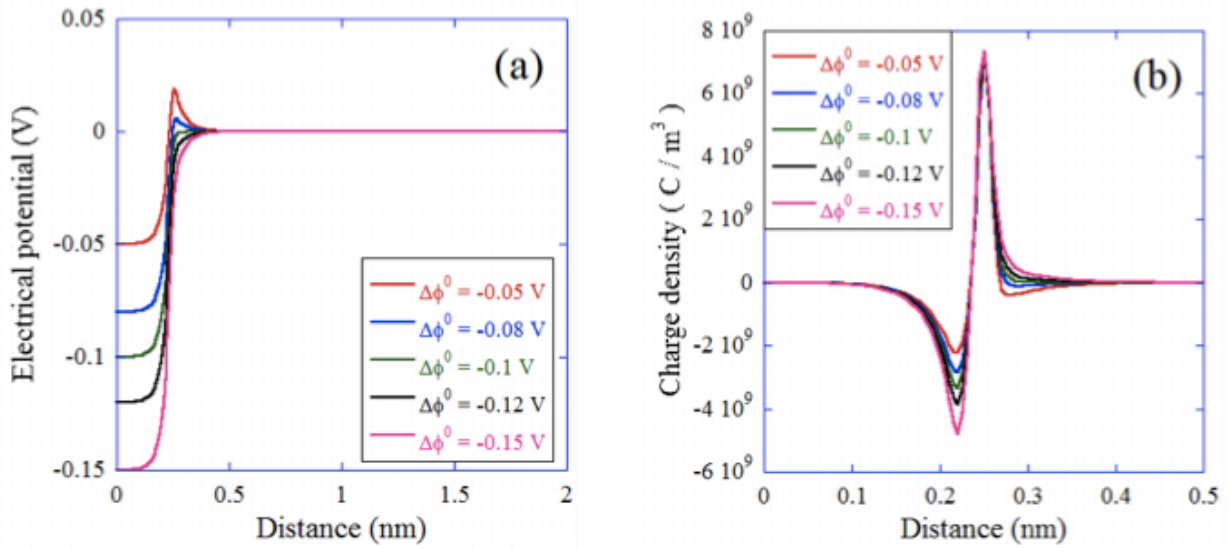 (a)
Electrical potential (V)
0.05
0
-0.05
-0.1
-0.15
Δϕ⁰ = -0.05 V
Δϕ⁰ = -0.08 V
Δϕ⁰ = -0.1 V
Δϕ⁰ = -0.12 V
Δϕ⁰ = -0.15 V
0 0.5 1 1.5 2
Distance (nm)
(b)
Charge density ( C / m³ )
8 10⁹
6 10⁹
4 10⁹
2 10⁹
0
-2 10⁹
-4 10⁹
-6 10⁹
Δϕ⁰ = -0.05 V
Δϕ⁰ = -0.08 V
Δϕ⁰ = -0.1 V
Δϕ⁰ = -0.12 V
Δϕ⁰ = -0.15 V
0 0.1 0.2 0.3 0.4 0.5
Distance (nm)